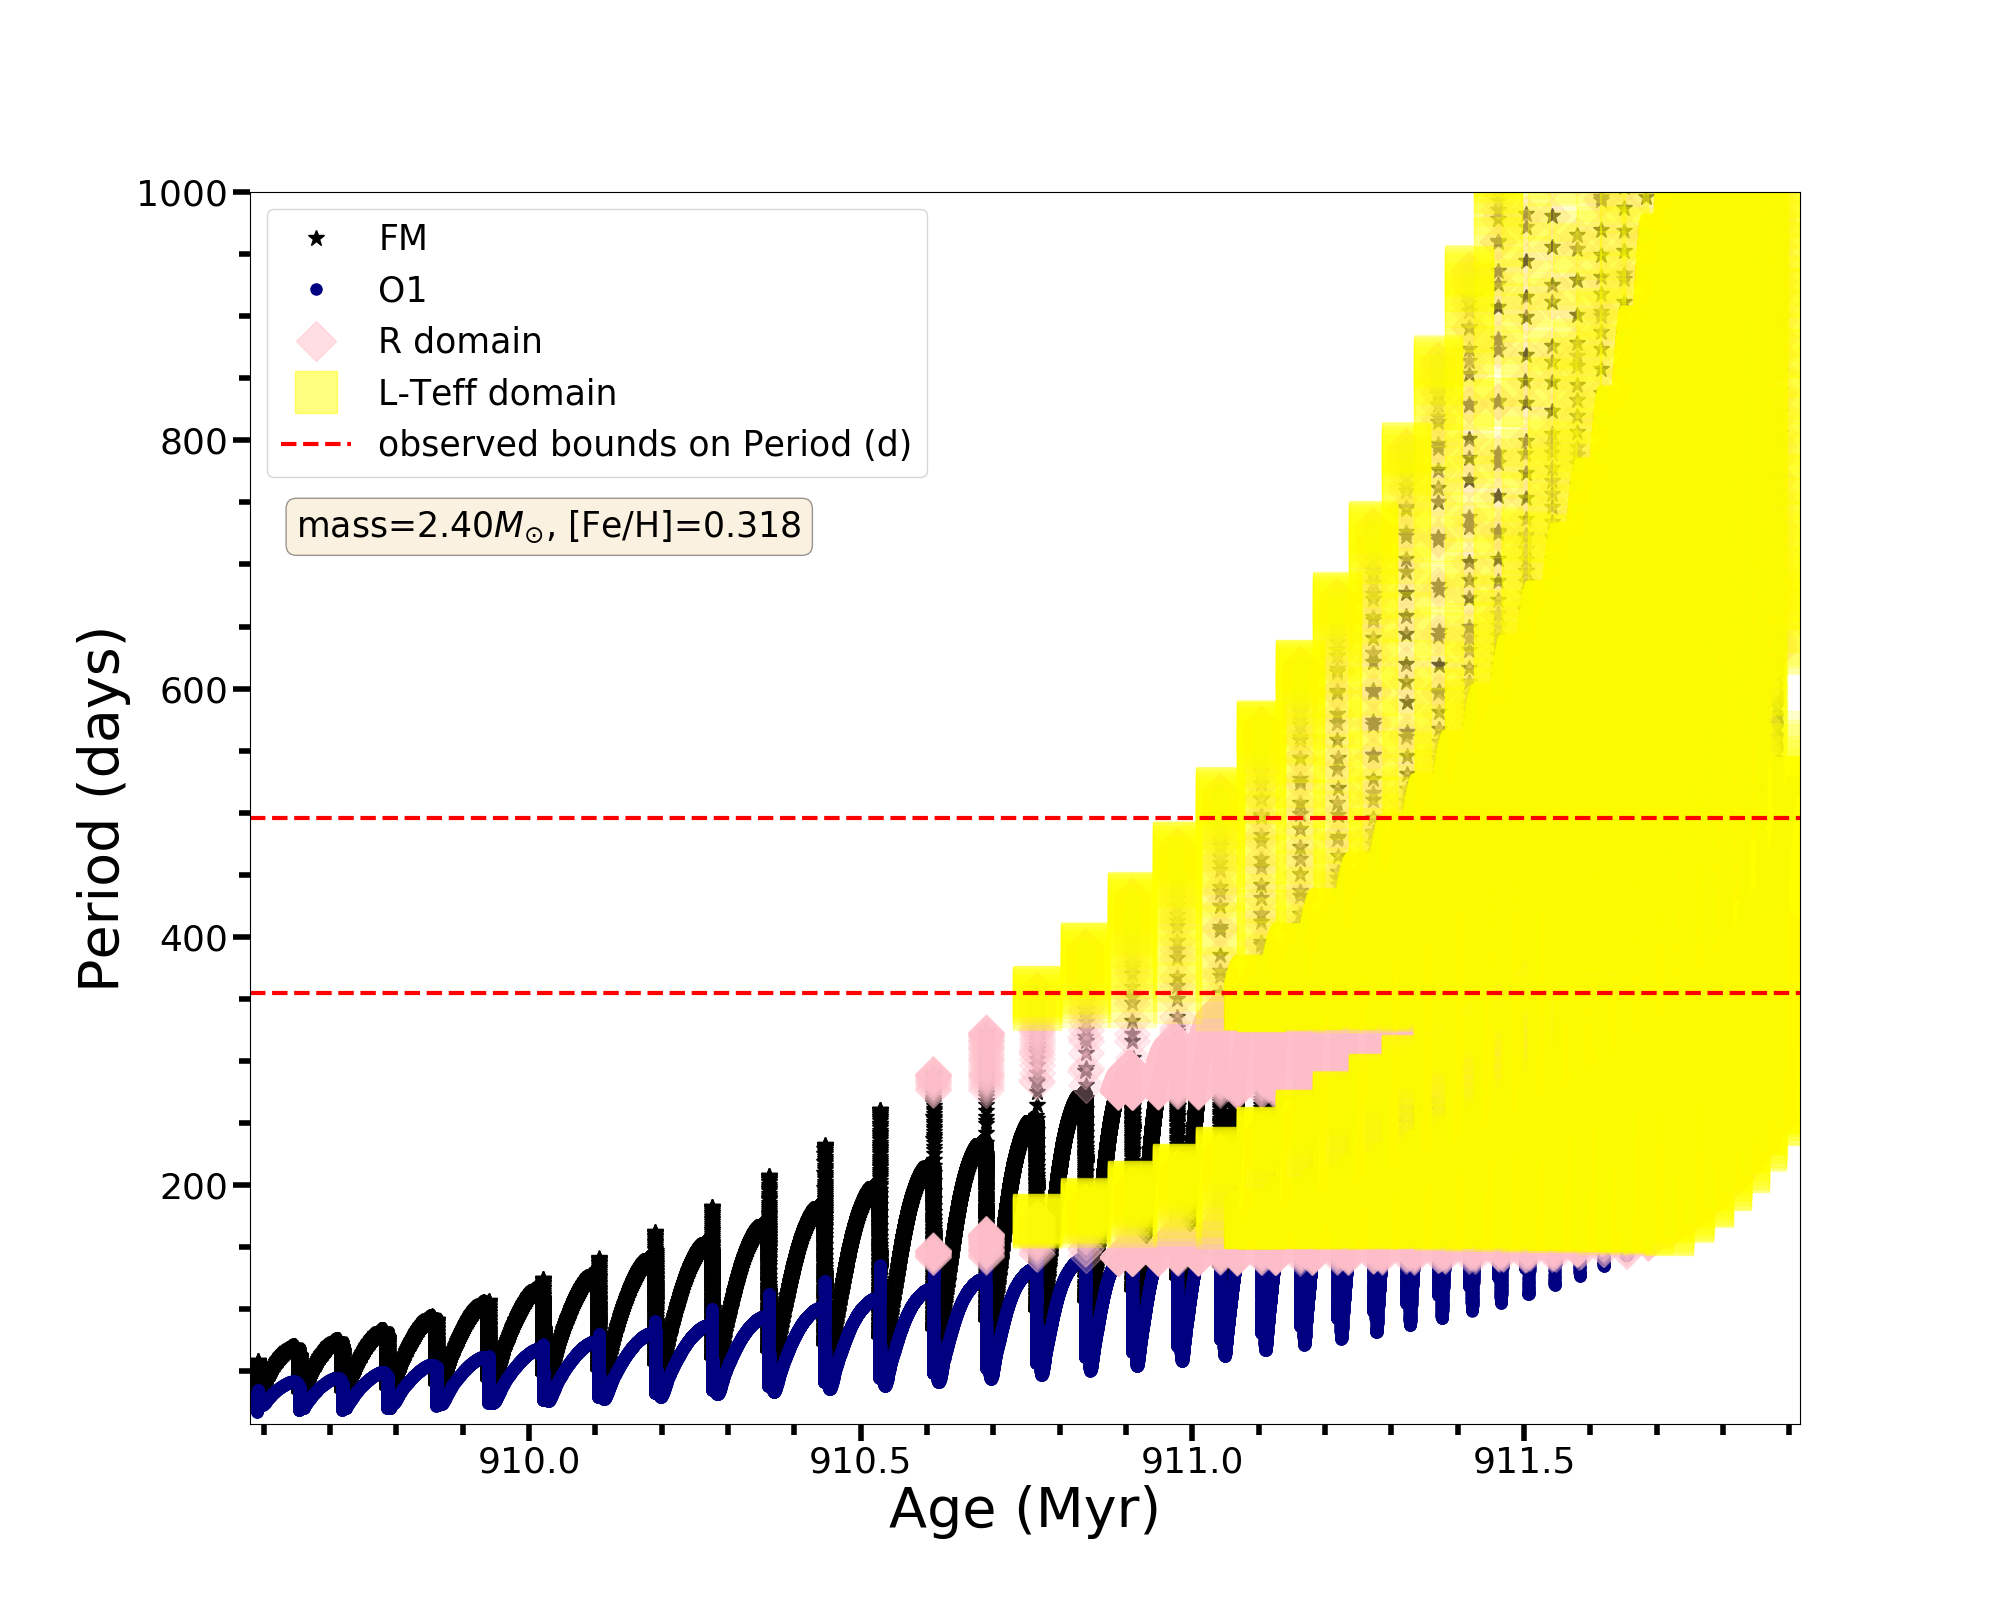 1000
800
600
400
200
Period (days)
FM
O1
R domain
L-Teff domain
observed bounds on Period (d)
mass=2.40M⊙, [Fe/H]=0.318
910.0 910.5 911.0 911.5
Age (Myr)